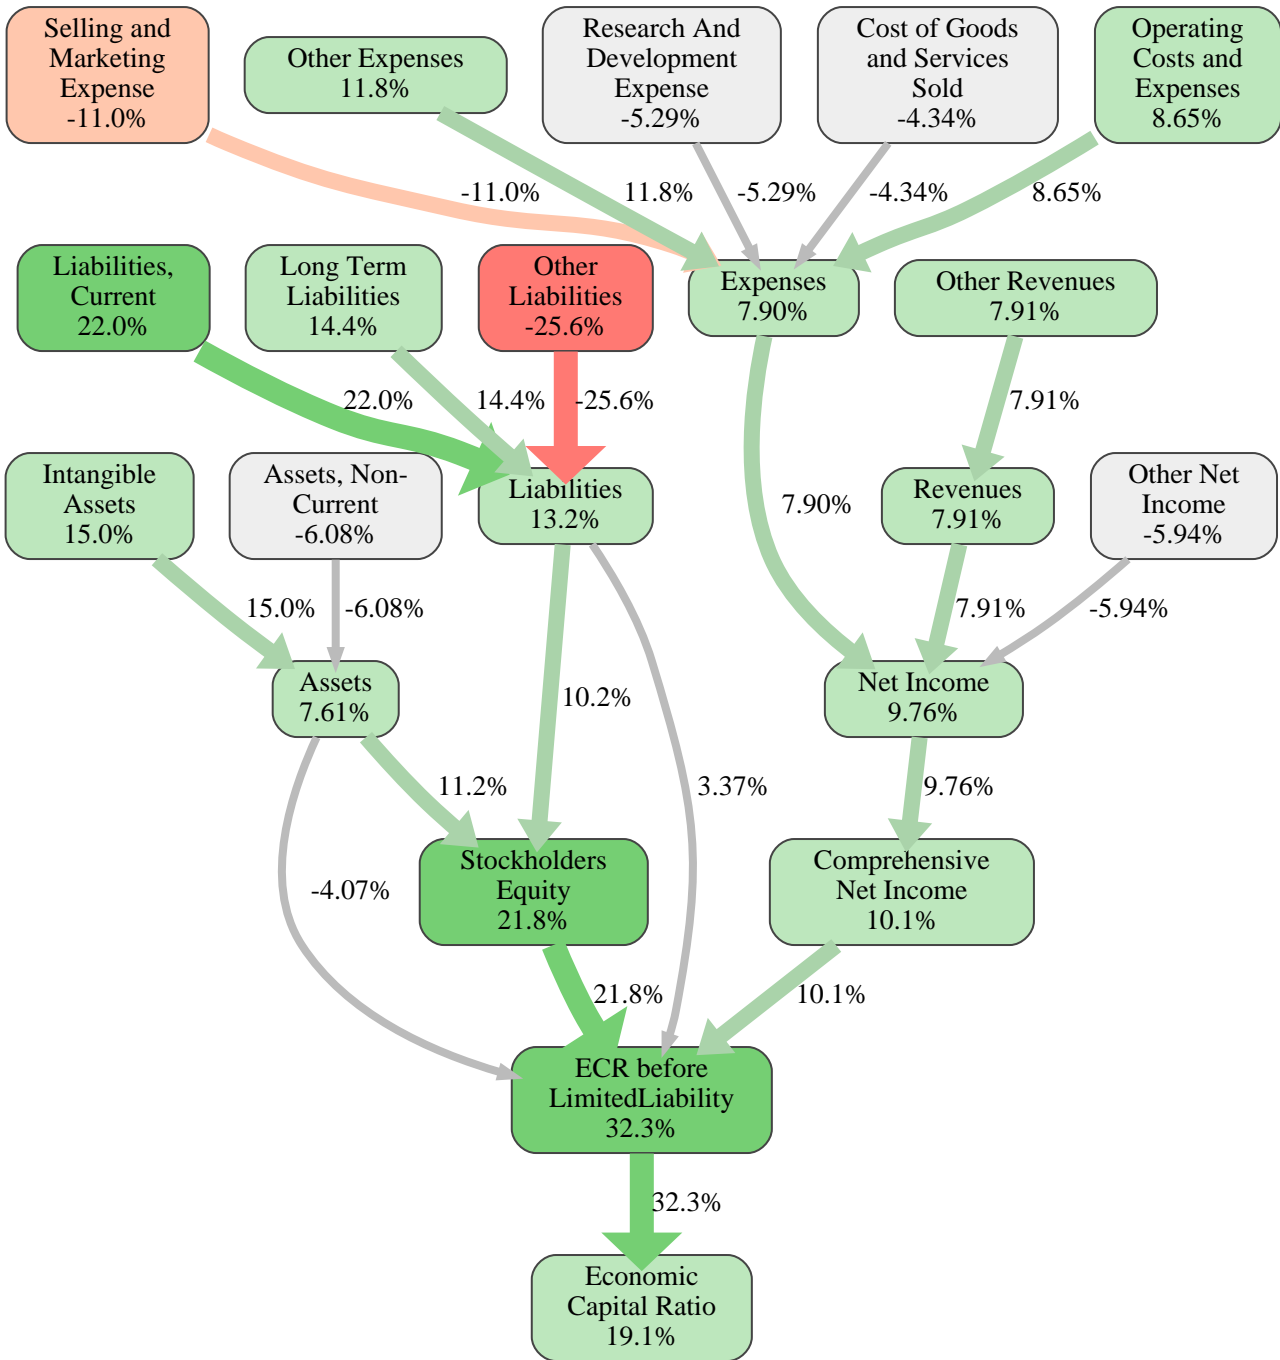 Selling and
Marketing
Expense
-11.0%
Other Expenses
11.8%
Research And
Development
Expense
-5.29%
Cost of Goods
and Services
Sold
-4.34%
Operating
Costs and
Expenses
8.65%
-11.0%
11.8%
-5.29%
-4.34%
8.65%
Liabilities,
Current
22.0%
Long Term
Liabilities
14.4%
Other
Liabilities
-25.6%
Expenses
7.90%
Other Revenues
7.91%
22.0%
14.4%
-25.6%
7.91%
Intangible
Assets
15.0%
Assets, Non-
Current
-6.08%
Liabilities
13.2%
7.90%
Revenues
7.91%
Other Net
Income
-5.94%
15.0%
-6.08%
7.91%
-5.94%
Assets
7.61%
10.2%
Net Income
9.76%
11.2%
3.37%
9.76%
-4.07%
Stockholders
Equity
21.8%
Comprehensive
Net Income
10.1%
21.8%
10.1%
ECR before
LimitedLiability
32.3%
32.3%
Economic
Capital Ratio
19.1%